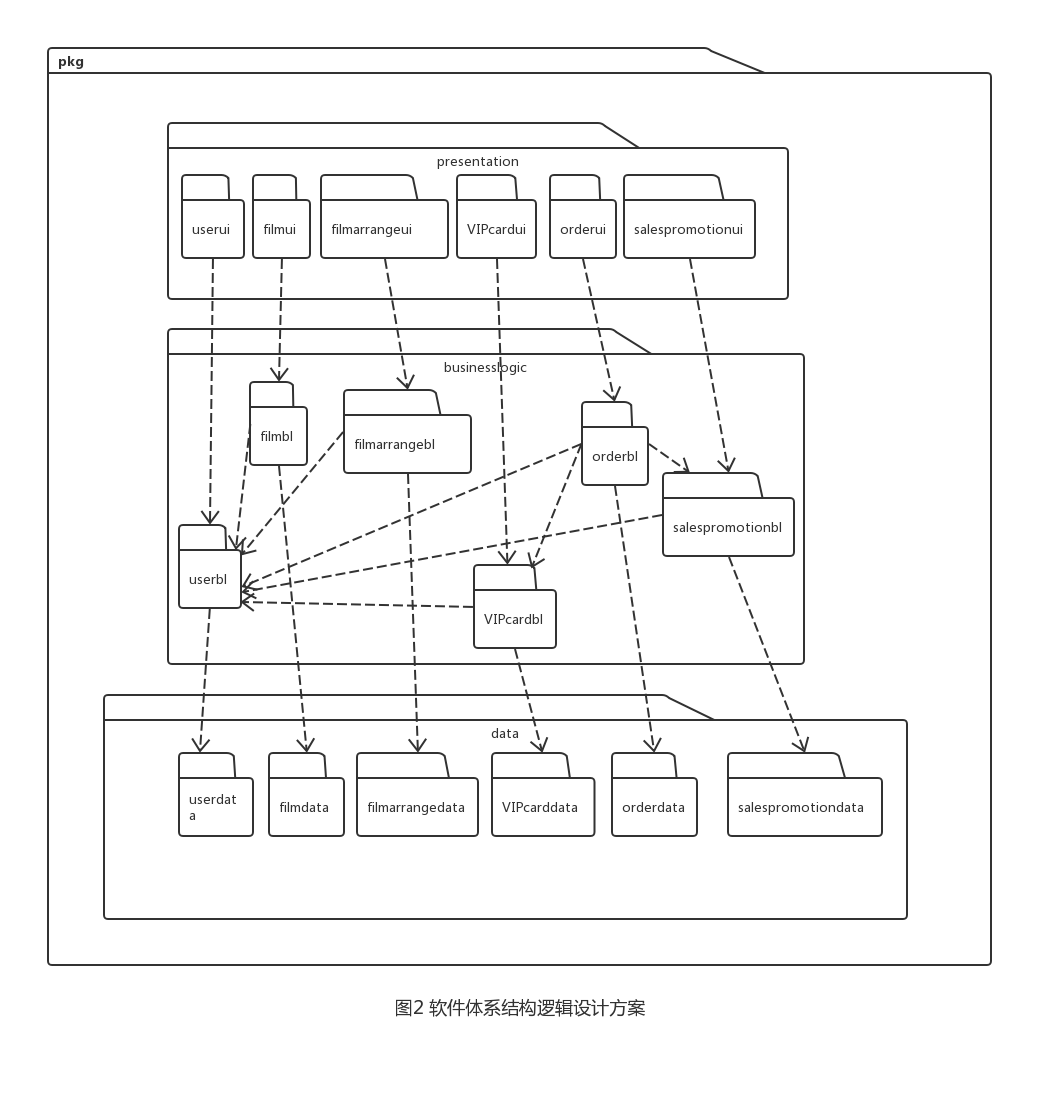 pkg
presentation
userui
filmui
filmarrangeui
VIPcardui
orderui
salespromotionui
businesslogic
filmbl
filmarrangebl
orderbl
salespromotionbl
userbl
VIPcardbl
data
userdat
a
filmdata
filmarrangedata
VIPcarddata
orderdata
salespromotiondata
图2 软件体系结构逻辑设计方案